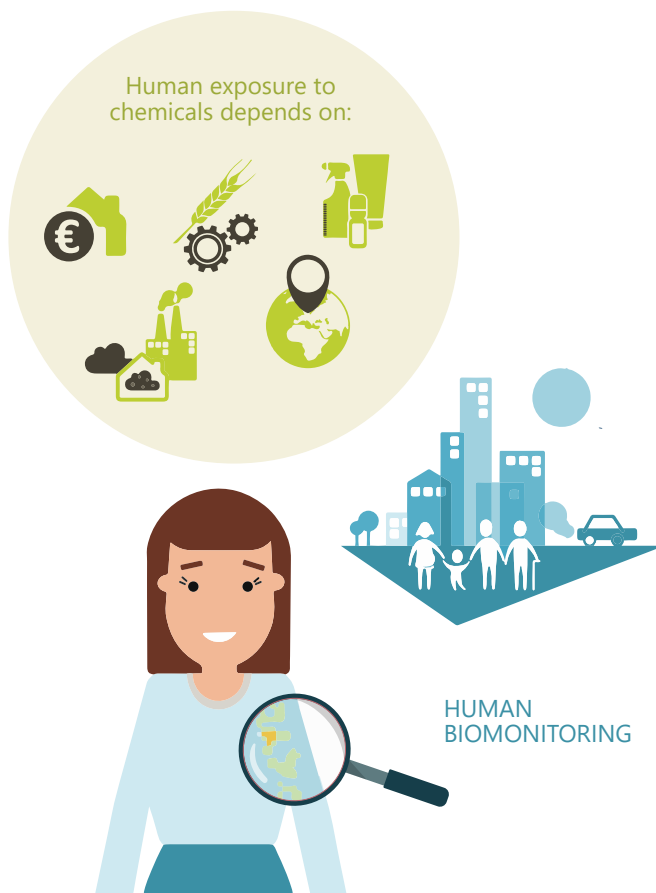 Human exposure to
chemicals depends on:
€
HUMAN
BIOMONITORING